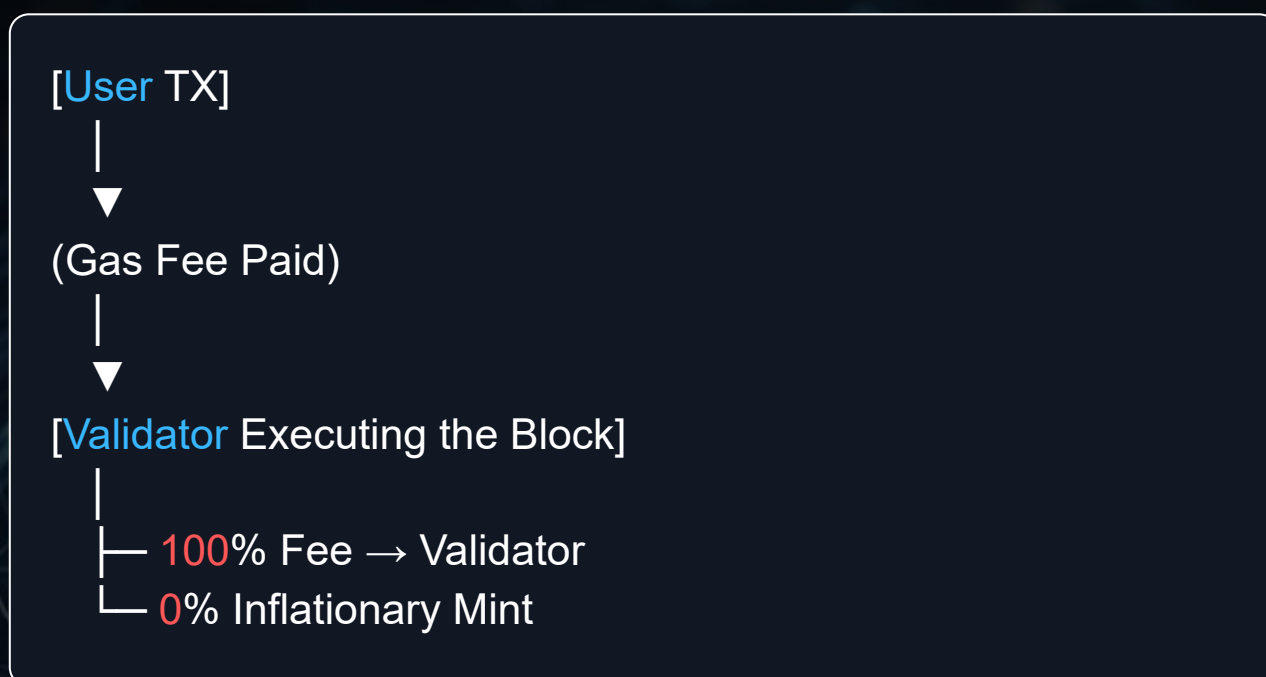 [User TX]
│
▼
(Gas Fee Paid)
│
▼
[Validator Executing the Block]
│
├─ 100% Fee → Validator
└─ 0% Inflationary Mint